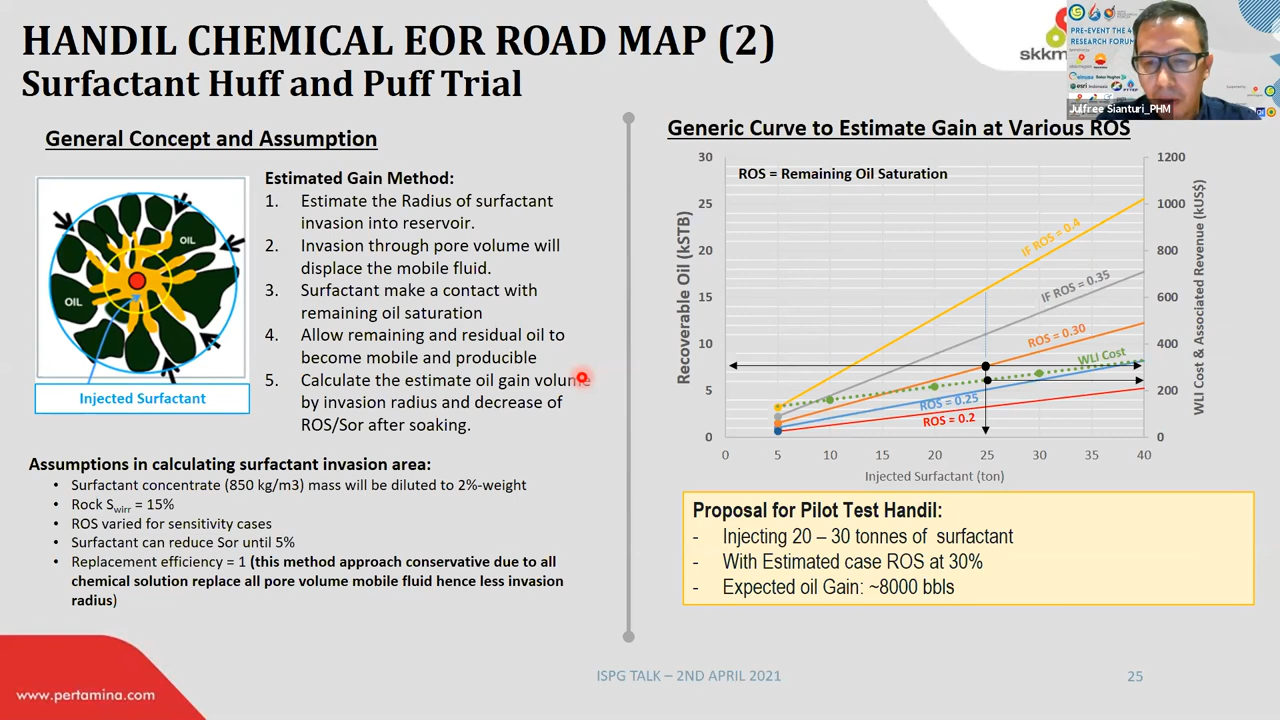 HANDIL CHEMICAL EOR ROAD MAP (2)
Surfactant Huff and Puff Trial
skkm
PRE-EVENT THE 4
RESEARCH FORUM
esri Indonesia
Julfree Sianturi_PHM
General Concept and Assumption
OIL
OIL
Injected Surfactant
Estimated Gain Method:
1. Estimate the Radius of surfactant
invasion into reservoir.
2. Invasion through pore volume will
displace the mobile fluid.
3. Surfactant make a contact with
remaining oil saturation
4. Allow remaining and residual oil to
become mobile and producible
5. Calculate the estimate oil gain volume
by invasion radius and decrease of
ROS/Sor after soaking.
Assumptions in calculating surfactant invasion area:
• Surfactant concentrate (850 kg/m3) mass will be diluted to 2%-weight
• Rock Swirr = 15%
• ROS varied for sensitivity cases
• Surfactant can reduce Sor until 5%
• Replacement efficiency = 1 (this method approach conservative due to all
chemical solution replace all pore volume mobile fluid hence less invasion
radius)
Generic Curve to Estimate Gain at Various ROS
ROS = Remaining Oil Saturation
Recoverable Oil (kSTB)
30
25
20
15
10
5
0
IF ROS = 0.4
IF ROS = 0.35
ROS = 0.30
WLI Cost
ROS = 0.25
ROS = 0.2
1200
1000
800
600
400
200
0
WLI Cost & Associated Revenue (kUS$)
0 5 10 15 20 25 30 35 40
Injected Surfactant (ton)
Proposal for Pilot Test Handil:
- Injecting 20 – 30 tonnes of surfactant
- With Estimated case ROS at 30%
- Expected oil Gain: ~8000 bbls
www.pertamina.com
ISPG TALK – 2ND APRIL 2021
25